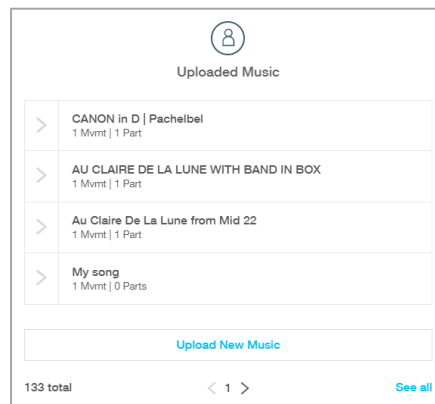 Uploaded Music
CANON in D | Pachelbel
1 Mvmt | 1 Part
AU CLAIRE DE LA LUNE WITH BAND IN BOX
1 Mvmt | 1 Part
Au Claire De La Lune from Mid 22
1 Mvmt | 1 Part
My song
1 Mvmt | 0 Parts
Upload New Music
133 total < 1 > See all